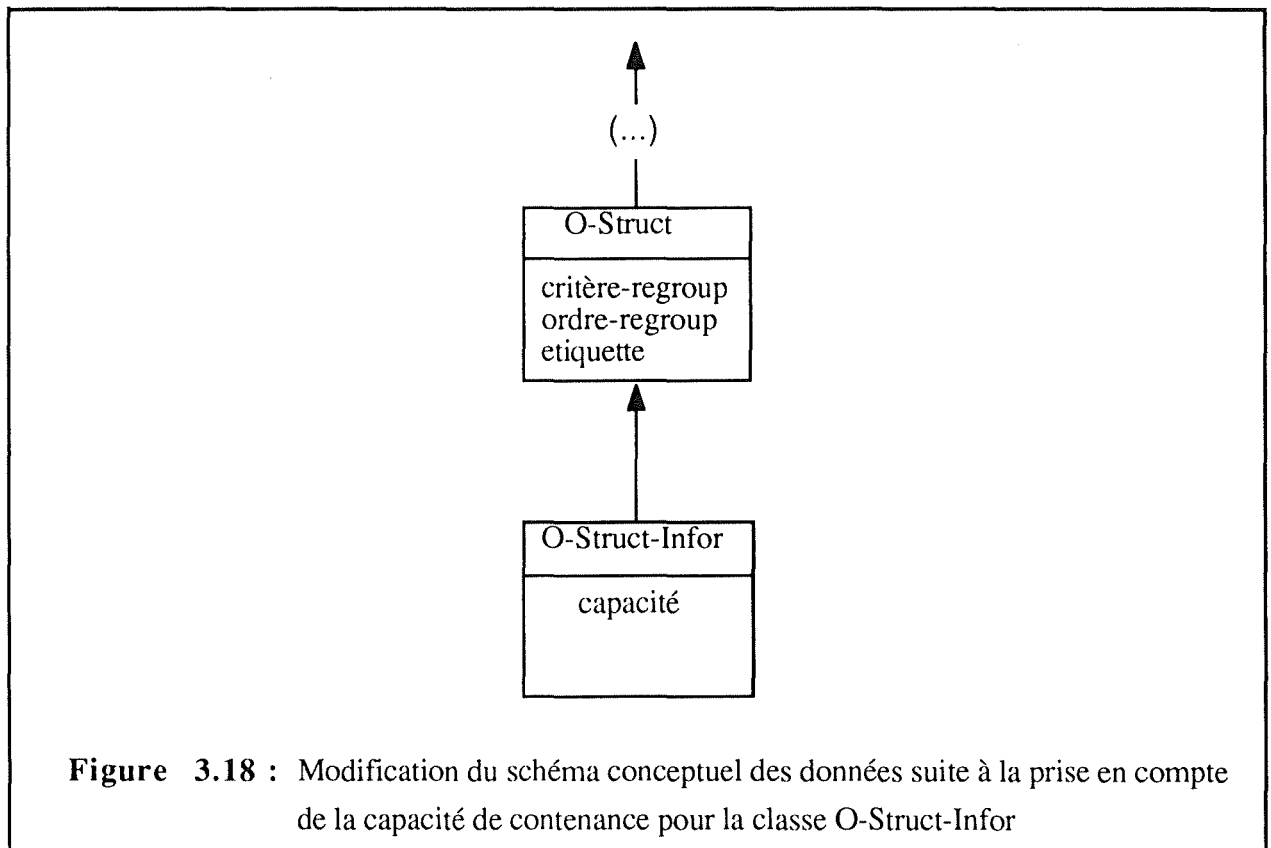 (...)
O-Struct
critère-regroup
ordre-regroup
etiquette
O-Struct-Infor
capacité
Figure 3.18 : Modification du schéma conceptuel des données suite à la prise en compte
de la capacité de contenance pour la classe O-Struct-Infor